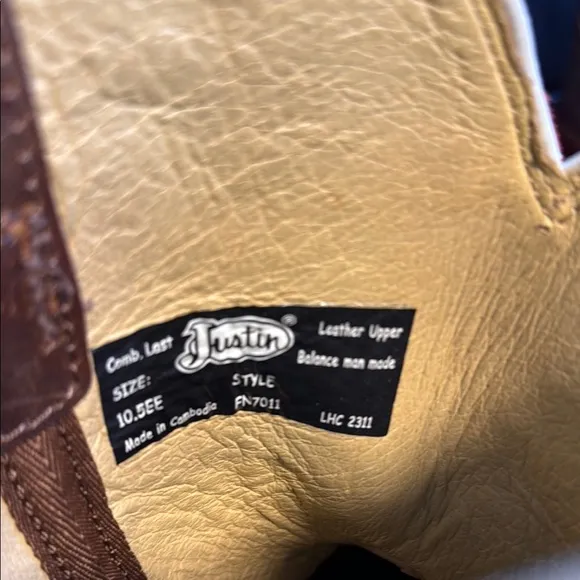 Comb. Last Justin® Leather Upper
Balance man made
SIZE: STYLE
10.5EE FN7011 LHC 2311
Made in Cambodia